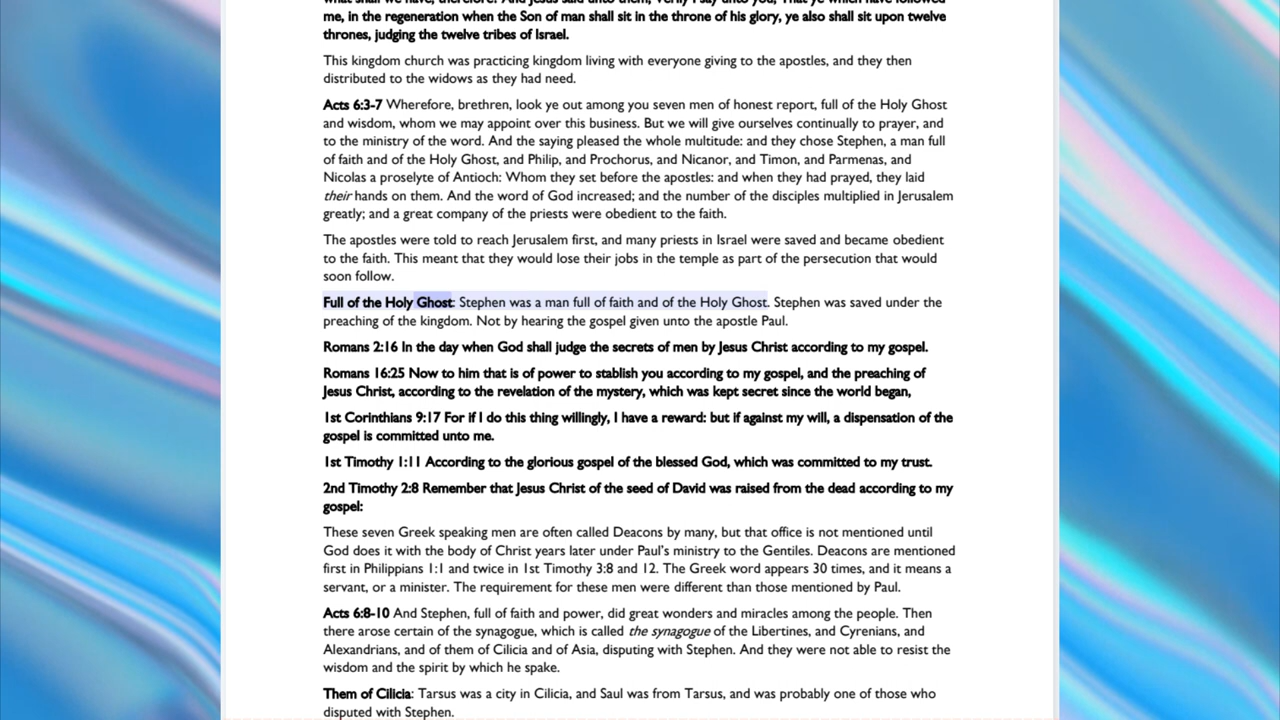 what shall we have, therefore? And Jesus said unto them, Verily I say unto you, That ye which have followed
me, in the regeneration when the Son of man shall sit in the throne of his glory, ye also shall sit upon twelve
thrones, judging the twelve tribes of Israel.
This kingdom church was practicing kingdom living with everyone giving to the apostles, and they then
distributed to the widows as they had need.
Acts 6:3-7 Wherefore, brethren, look ye out among you seven men of honest report, full of the Holy Ghost
and wisdom, whom we may appoint over this business. But we will give ourselves continually to prayer, and
to the ministry of the word. And the saying pleased the whole multitude: and they chose Stephen, a man full
of faith and of the Holy Ghost, and Philip, and Prochorus, and Nicanor, and Timon, and Parmenas, and
Nicolas a proselyte of Antioch: Whom they set before the apostles: and when they had prayed, they laid
their hands on them. And the word of God increased; and the number of the disciples multiplied in Jerusalem
greatly; and a great company of the priests were obedient to the faith.
The apostles were told to reach Jerusalem first, and many priests in Israel were saved and became obedient
to the faith. This meant that they would lose their jobs in the temple as part of the persecution that would
soon follow.
Full of the Holy Ghost: Stephen was a man full of faith and of the Holy Ghost. Stephen was saved under the
preaching of the kingdom. Not by hearing the gospel given unto the apostle Paul.
Romans 2:16 In the day when God shall judge the secrets of men by Jesus Christ according to my gospel.
Romans 16:25 Now to him that is of power to stablish you according to my gospel, and the preaching of
Jesus Christ, according to the revelation of the mystery, which was kept secret since the world began,
1st Corinthians 9:17 For if I do this thing willingly, I have a reward: but if against my will, a dispensation of the
gospel is committed unto me.
1st Timothy 1:11 According to the glorious gospel of the blessed God, which was committed to my trust.
2nd Timothy 2:8 Remember that Jesus Christ of the seed of David was raised from the dead according to my
gospel:
These seven Greek speaking men are often called Deacons by many, but that office is not mentioned until
God does it with the body of Christ years later under Paul's ministry to the Gentiles. Deacons are mentioned
first in Philippians 1:1 and twice in 1st Timothy 3:8 and 12. The Greek word appears 30 times, and it means a
servant, or a minister. The requirement for these men were different than those mentioned by Paul.
Acts 6:8-10 And Stephen, full of faith and power, did great wonders and miracles among the people. Then
there arose certain of the synagogue, which is called the synagogue of the Libertines, and Cyrenians, and
Alexandrians, and of them of Cilicia and of Asia, disputing with Stephen. And they were not able to resist the
wisdom and the spirit by which he spake.
Them of Cilicia: Tarsus was a city in Cilicia, and Saul was from Tarsus, and was probably one of those who
disputed with Stephen.